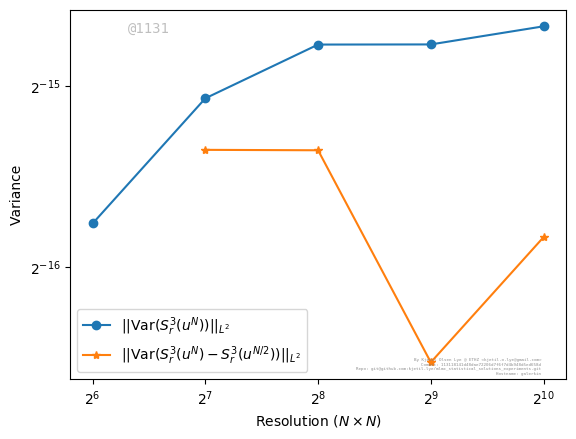 @1131
2^{-15}
Variance
2^{-16}
||Var(S_r^3(u^N))||_{L^2}
||Var(S_r^3(u^N) − S_r^3(u^{N/2}))||_{L^2}
2^6 2^7 2^8 2^9 2^{10}
Resolution (N × N)